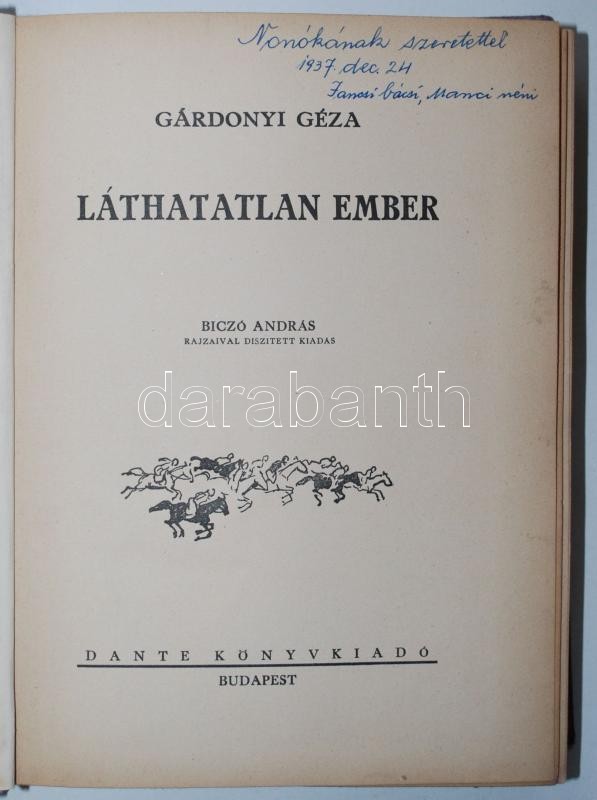 Nonókának szeretettel
1937. dec. 24
Jancsi bácsi, Manci néni
GÁRDONYI GÉZA
LÁTHATATLAN EMBER
BICZÓ ANDRÁS
RAJZAIVAL DISZITETT KIADÁS
darabanth
DANTE KÖNYVKIADÓ
BUDAPEST